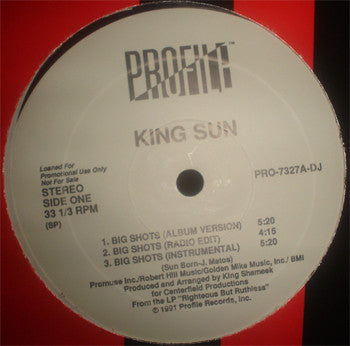 PROFILE™
KING SUN
Loaned For
Promotional Use Only
Not For Sale
STEREO
SIDE ONE
33 1/3 RPM
(SP)
PRO-7327A-DJ
1. BIG SHOTS (ALBUM VERSION) 5:20
2. BIG SHOTS (RADIO EDIT) 4:15
3. BIG SHOTS (INSTRUMENTAL) 5:20
(Sun Born-J. Matos)
Promuse Inc./Robert Hill Music/Golden Mike Music, Inc./ BMI
Produced and Arranged by King Shameek
for Centerfield Productions
From the LP "Righteous But Ruthless"
© 1991 Profile Records, Inc.